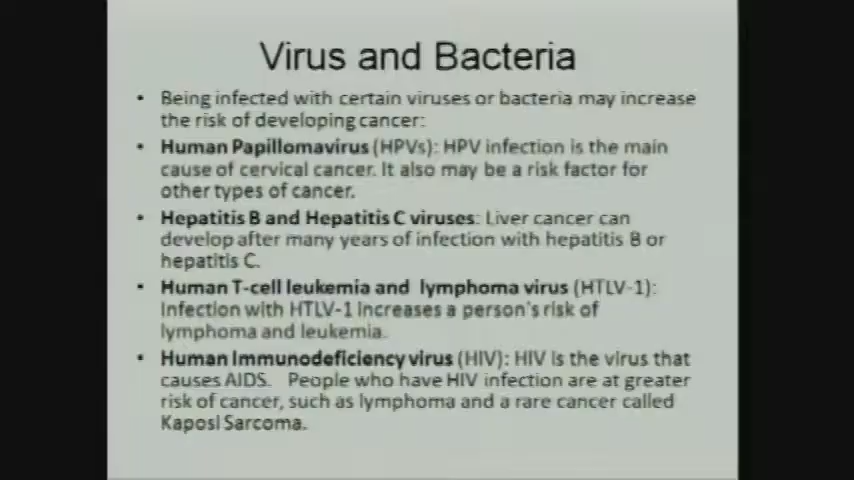 Virus and Bacteria
• Being infected with certain viruses or bacteria may increase
the risk of developing cancer:
• Human Papillomavirus (HPVs): HPV infection is the main
cause of cervical cancer. It also may be a risk factor for
other types of cancer.
• Hepatitis B and Hepatitis C viruses: Liver cancer can
develop after many years of infection with hepatitis B or
hepatitis C.
• Human T-cell leukemia and lymphoma virus (HTLV-1):
Infection with HTLV-1 increases a person's risk of
lymphoma and leukemia.
• Human Immunodeficiency virus (HIV): HIV is the virus that
causes AIDS. People who have HIV infection are at greater
risk of cancer, such as lymphoma and a rare cancer called
Kaposi Sarcoma.